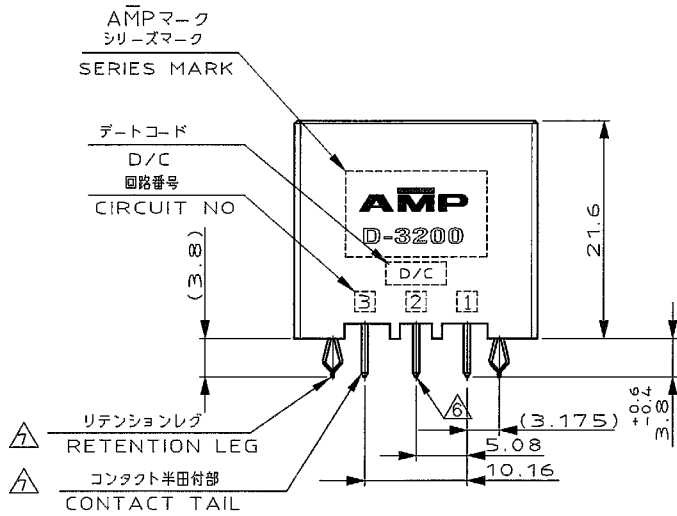 AMPマーク
シリーズマーク
SERIES MARK
デートコード
D/C
回路番号
CIRCUIT NO
AMP
D-3200
D/C
3 2 1
(3.8)
21.6
6
(3.175)
+0.6
-0.4
3.8
5.08
10.16
7
リテンションレグ
RETENTION LEG
7
コンタクト半田付部
CONTACT TAIL